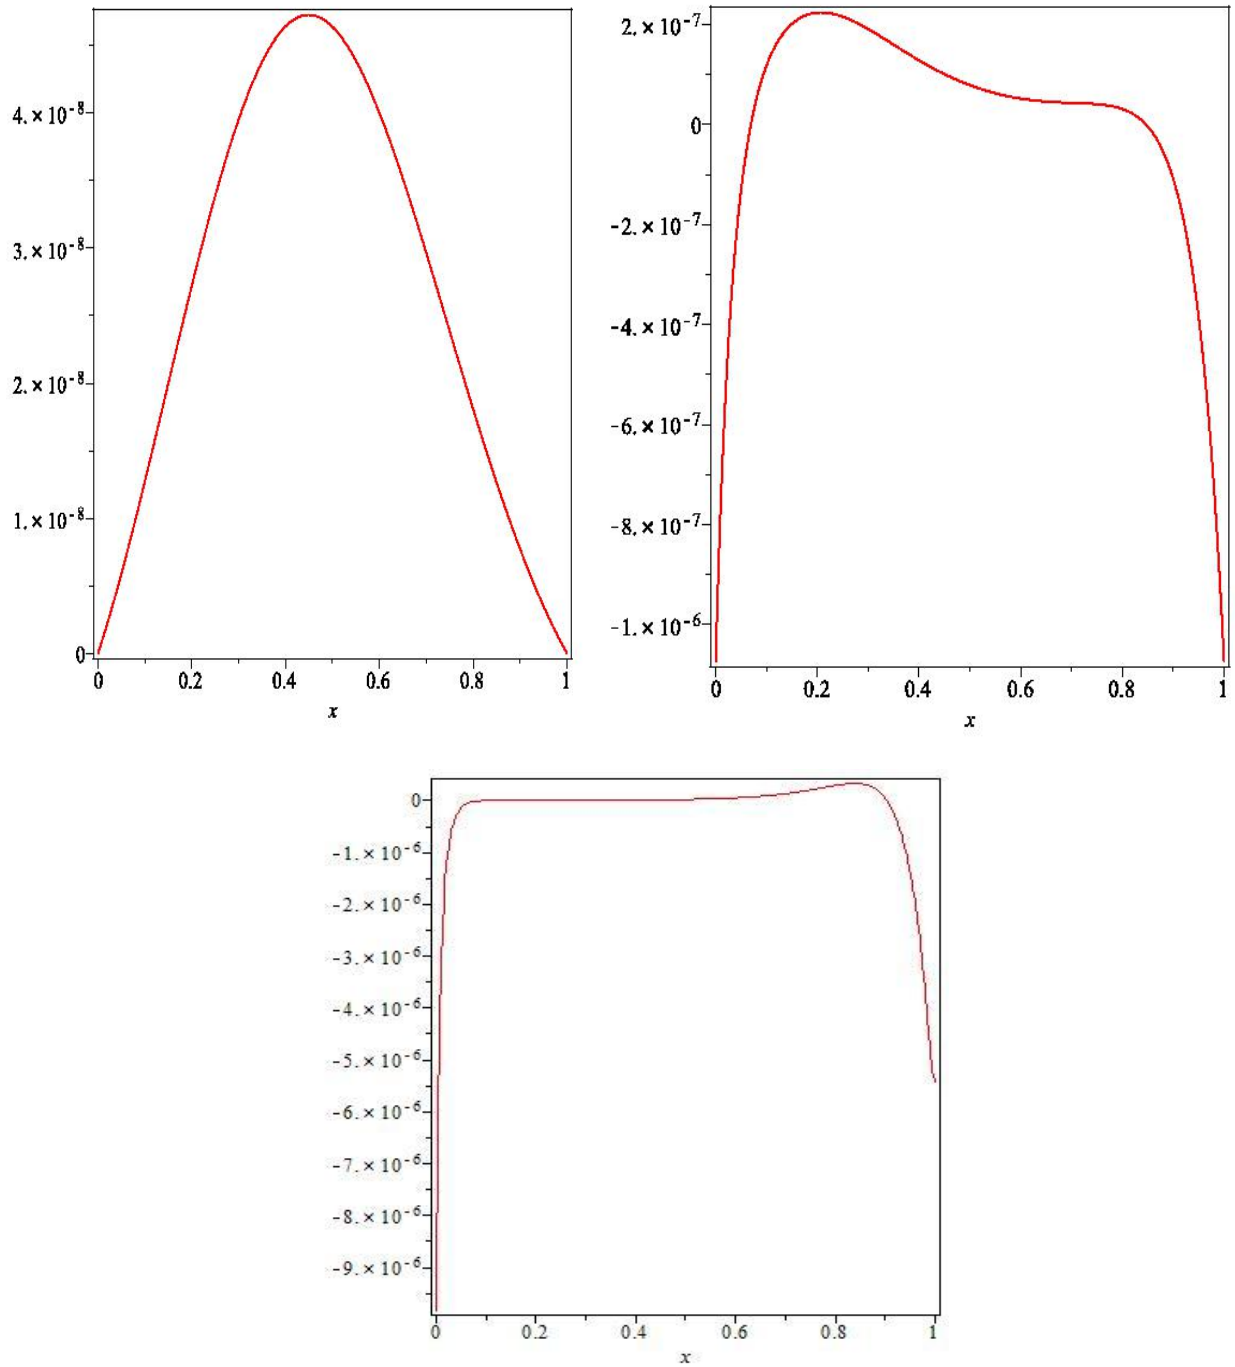 4. × 10⁻⁸
3. × 10⁻⁸
2. × 10⁻⁸
1. × 10⁻⁸
0
0 0.2 0.4 0.6 0.8 1
x
2. × 10⁻⁷
0
-2. × 10⁻⁷
-4. × 10⁻⁷
-6. × 10⁻⁷
-8. × 10⁻⁷
-1. × 10⁻⁶
0 0.2 0.4 0.6 0.8 1
x
0
-1. × 10⁻⁶
-2. × 10⁻⁶
-3. × 10⁻⁶
-4. × 10⁻⁶
-5. × 10⁻⁶
-6. × 10⁻⁶
-7. × 10⁻⁶
-8. × 10⁻⁶
-9. × 10⁻⁶
0 0.2 0.4 0.6 0.8 1
x